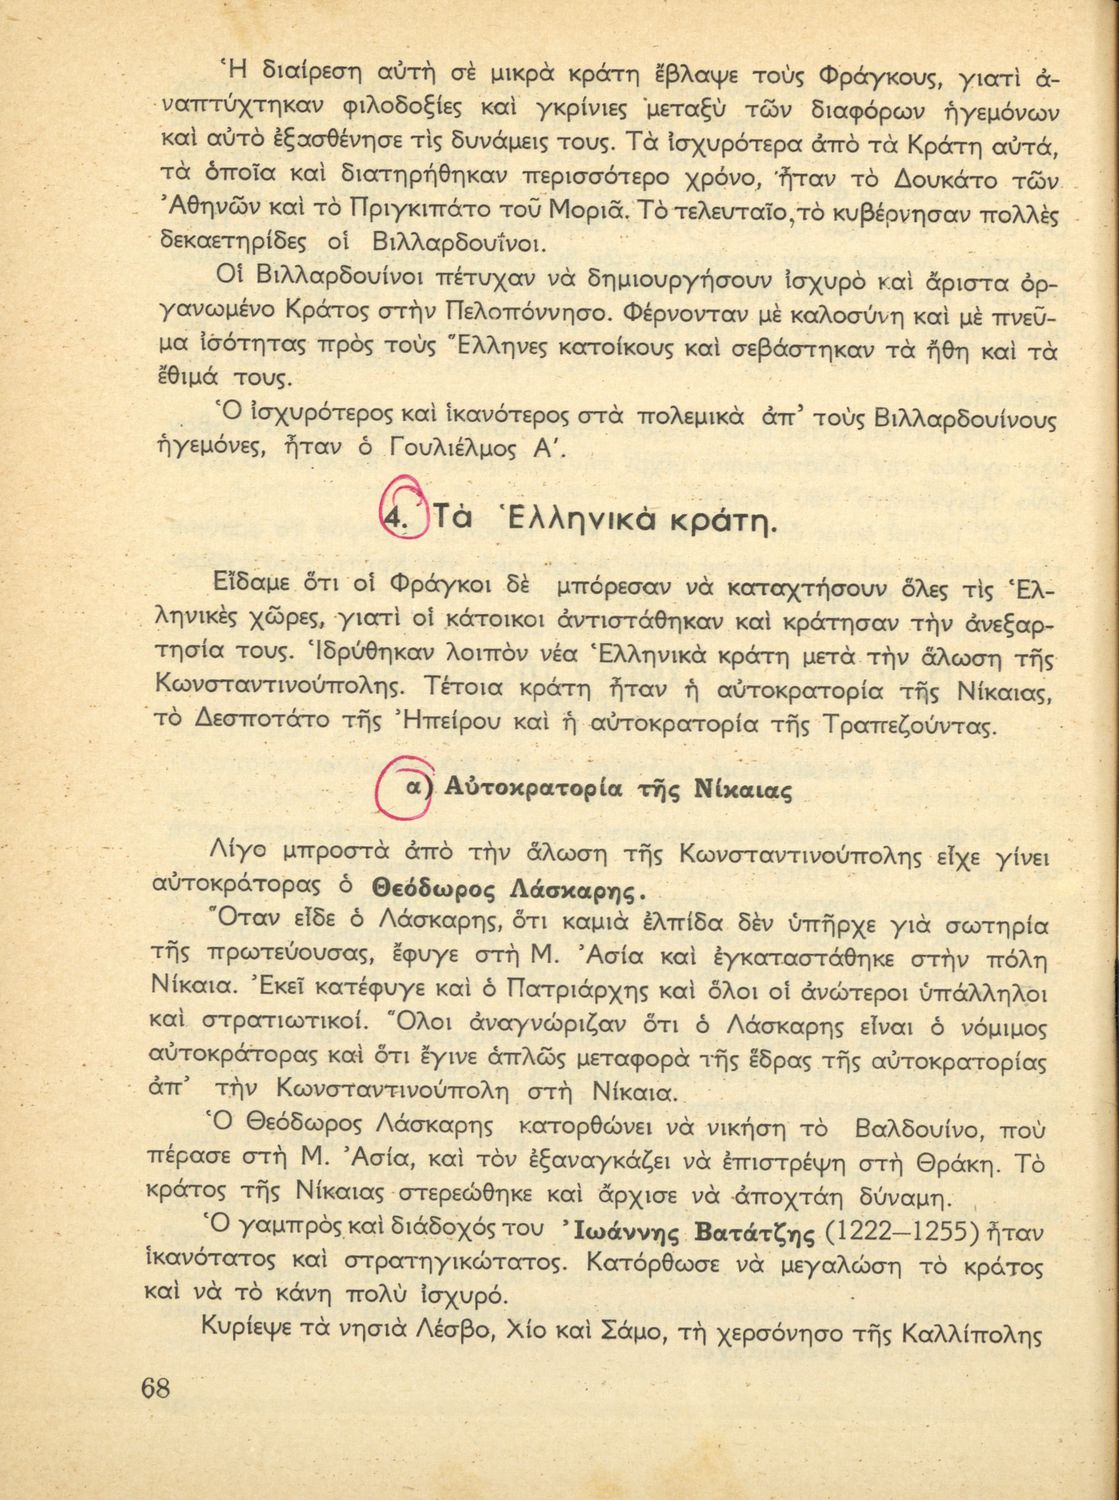 Ἡ διαίρεση αὐτὴ σὲ μικρὰ κράτη ἔβλαψε τοὺς Φράγκους, γιατὶ ἀ-
ναπτύχτηκαν φιλοδοξίες καὶ γκρίνιες μεταξὺ τῶν διαφόρων ἡγεμόνων
καὶ αὐτὸ ἐξασθένησε τὶς δυνάμεις τους. Τὰ ἰσχυρότερα ἀπὸ τὰ Κράτη αὐτά,
τὰ ὁποῖα καὶ διατηρήθηκαν περισσότερο χρόνο, ἦταν τὸ Δουκάτο τῶν
Ἀθηνῶν καὶ τὸ Πριγκιπάτο τοῦ Μοριᾶ. Τὸ τελευταῖο, τὸ κυβέρνησαν πολλὲς
δεκαετηρίδες οἱ Βιλλαρδουΐνοι.
Οἱ Βιλλαρδουίνοι πέτυχαν νὰ δημιουργήσουν ἰσχυρὸ καὶ ἄριστα ὀρ-
γανωμένο Κράτος στὴν Πελοπόννησο. Φέρνονταν μὲ καλοσύνη καὶ μὲ πνεῦ-
μα ἰσότητας πρὸς τοὺς Ἕλληνες κατοίκους καὶ σεβάστηκαν τὰ ἤθη καὶ τὰ
ἔθιμά τους.
Ὁ ἰσχυρότερος καὶ ἱκανότερος στὰ πολεμικὰ ἀπ’ τοὺς Βιλλαρδουίνους
ἡγεμόνες, ἦταν ὁ Γουλιέλμος Α΄.
4. Τὰ Ἑλληνικὰ κράτη.
Εἴδαμε ὅτι οἱ Φράγκοι δὲ μπόρεσαν νὰ καταχτήσουν ὅλες τὶς Ἑλ-
ληνικὲς χῶρες, γιατὶ οἱ κάτοικοι ἀντιστάθηκαν καὶ κράτησαν τὴν ἀνεξαρ-
τησία τους. Ἱδρύθηκαν λοιπὸν νέα Ἑλληνικὰ κράτη μετὰ τὴν ἅλωση τῆς
Κωνσταντινούπολης. Τέτοια κράτη ἦταν ἡ αὐτοκρατορία τῆς Νίκαιας,
τὸ Δεσποτάτο τῆς Ἠπείρου καὶ ἡ αὐτοκρατορία τῆς Τραπεζούντας.
α) Αὐτοκρατορία τῆς Νίκαιας
Λίγο μπροστὰ ἀπὸ τὴν ἅλωση τῆς Κωνσταντινούπολης εἶχε γίνει
αὐτοκράτορας ὁ Θεόδωρος Λάσκαρης.
Ὅταν εἶδε ὁ Λάσκαρης, ὅτι καμιὰ ἐλπίδα δὲν ὑπῆρχε γιὰ σωτηρία
τῆς πρωτεύουσας, ἔφυγε στὴ Μ. Ἀσία καὶ ἐγκαταστάθηκε στὴν πόλη
Νίκαια. Ἐκεῖ κατέφυγε καὶ ὁ Πατριάρχης καὶ ὅλοι οἱ ἀνώτεροι ὑπάλληλοι
καὶ στρατιωτικοί. Ὅλοι ἀναγνώριζαν ὅτι ὁ Λάσκαρης εἶναι ὁ νόμιμος
αὐτοκράτορας καὶ ὅτι ἔγινε ἁπλῶς μεταφορὰ τῆς ἕδρας τῆς αὐτοκρατορίας
ἀπ’ τὴν Κωνσταντινούπολη στὴ Νίκαια.
Ὁ Θεόδωρος Λάσκαρης κατορθώνει νὰ νικήση τὸ Βαλδουίνο, ποὺ
πέρασε στὴ Μ. Ἀσία, καὶ τὸν ἐξαναγκάζει νὰ ἐπιστρέψη στὴ Θράκη. Τὸ
κράτος τῆς Νίκαιας στερεώθηκε καὶ ἄρχισε νὰ ἀποχτάη δύναμη.
Ὁ γαμπρὸς καὶ διάδοχός του Ἰωάννης Βατάτζης (1222—1255) ἦταν
ἱκανότατος καὶ στρατηγικώτατος. Κατόρθωσε νὰ μεγαλώση τὸ κράτος
καὶ νὰ τὸ κάνη πολὺ ἰσχυρό.
Κυρίεψε τὰ νησιὰ Λέσβο, Χίο καὶ Σάμο, τὴ χερσόνησο τῆς Καλλίπολης
68